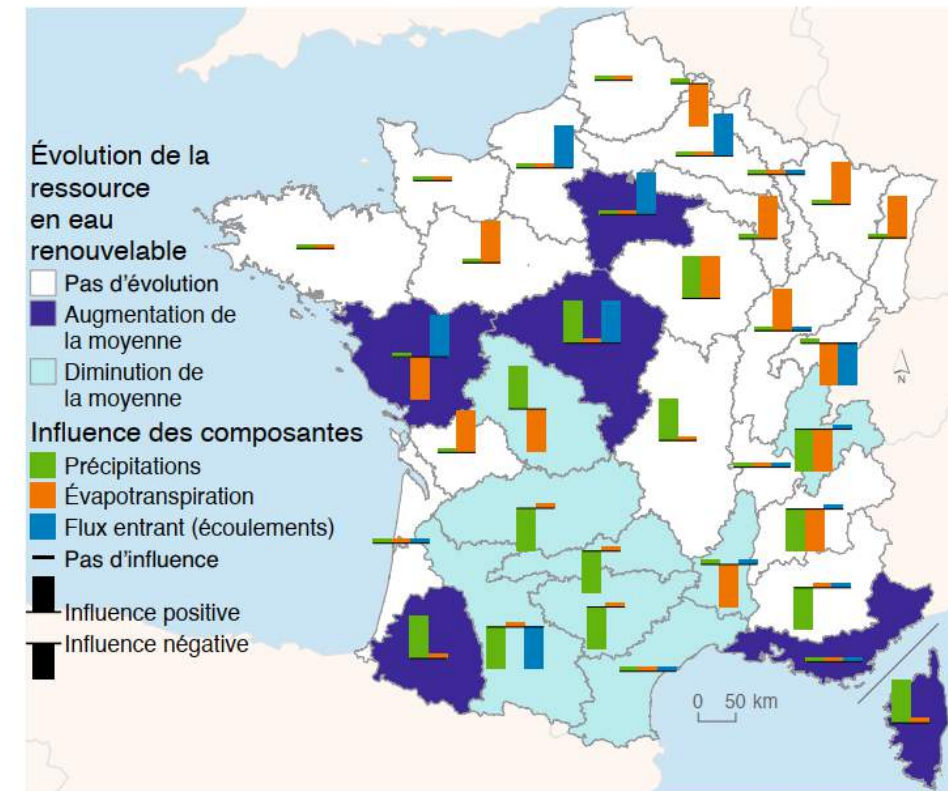 Évolution de la
ressource
en eau
renouvelable
Pas d'évolution
Augmentation de
la moyenne
Diminution de
la moyenne
Influence des composantes
Précipitations
Évapotranspiration
Flux entrant (écoulements)
Pas d'influence
Influence positive
Influence négative
N
0 50 km